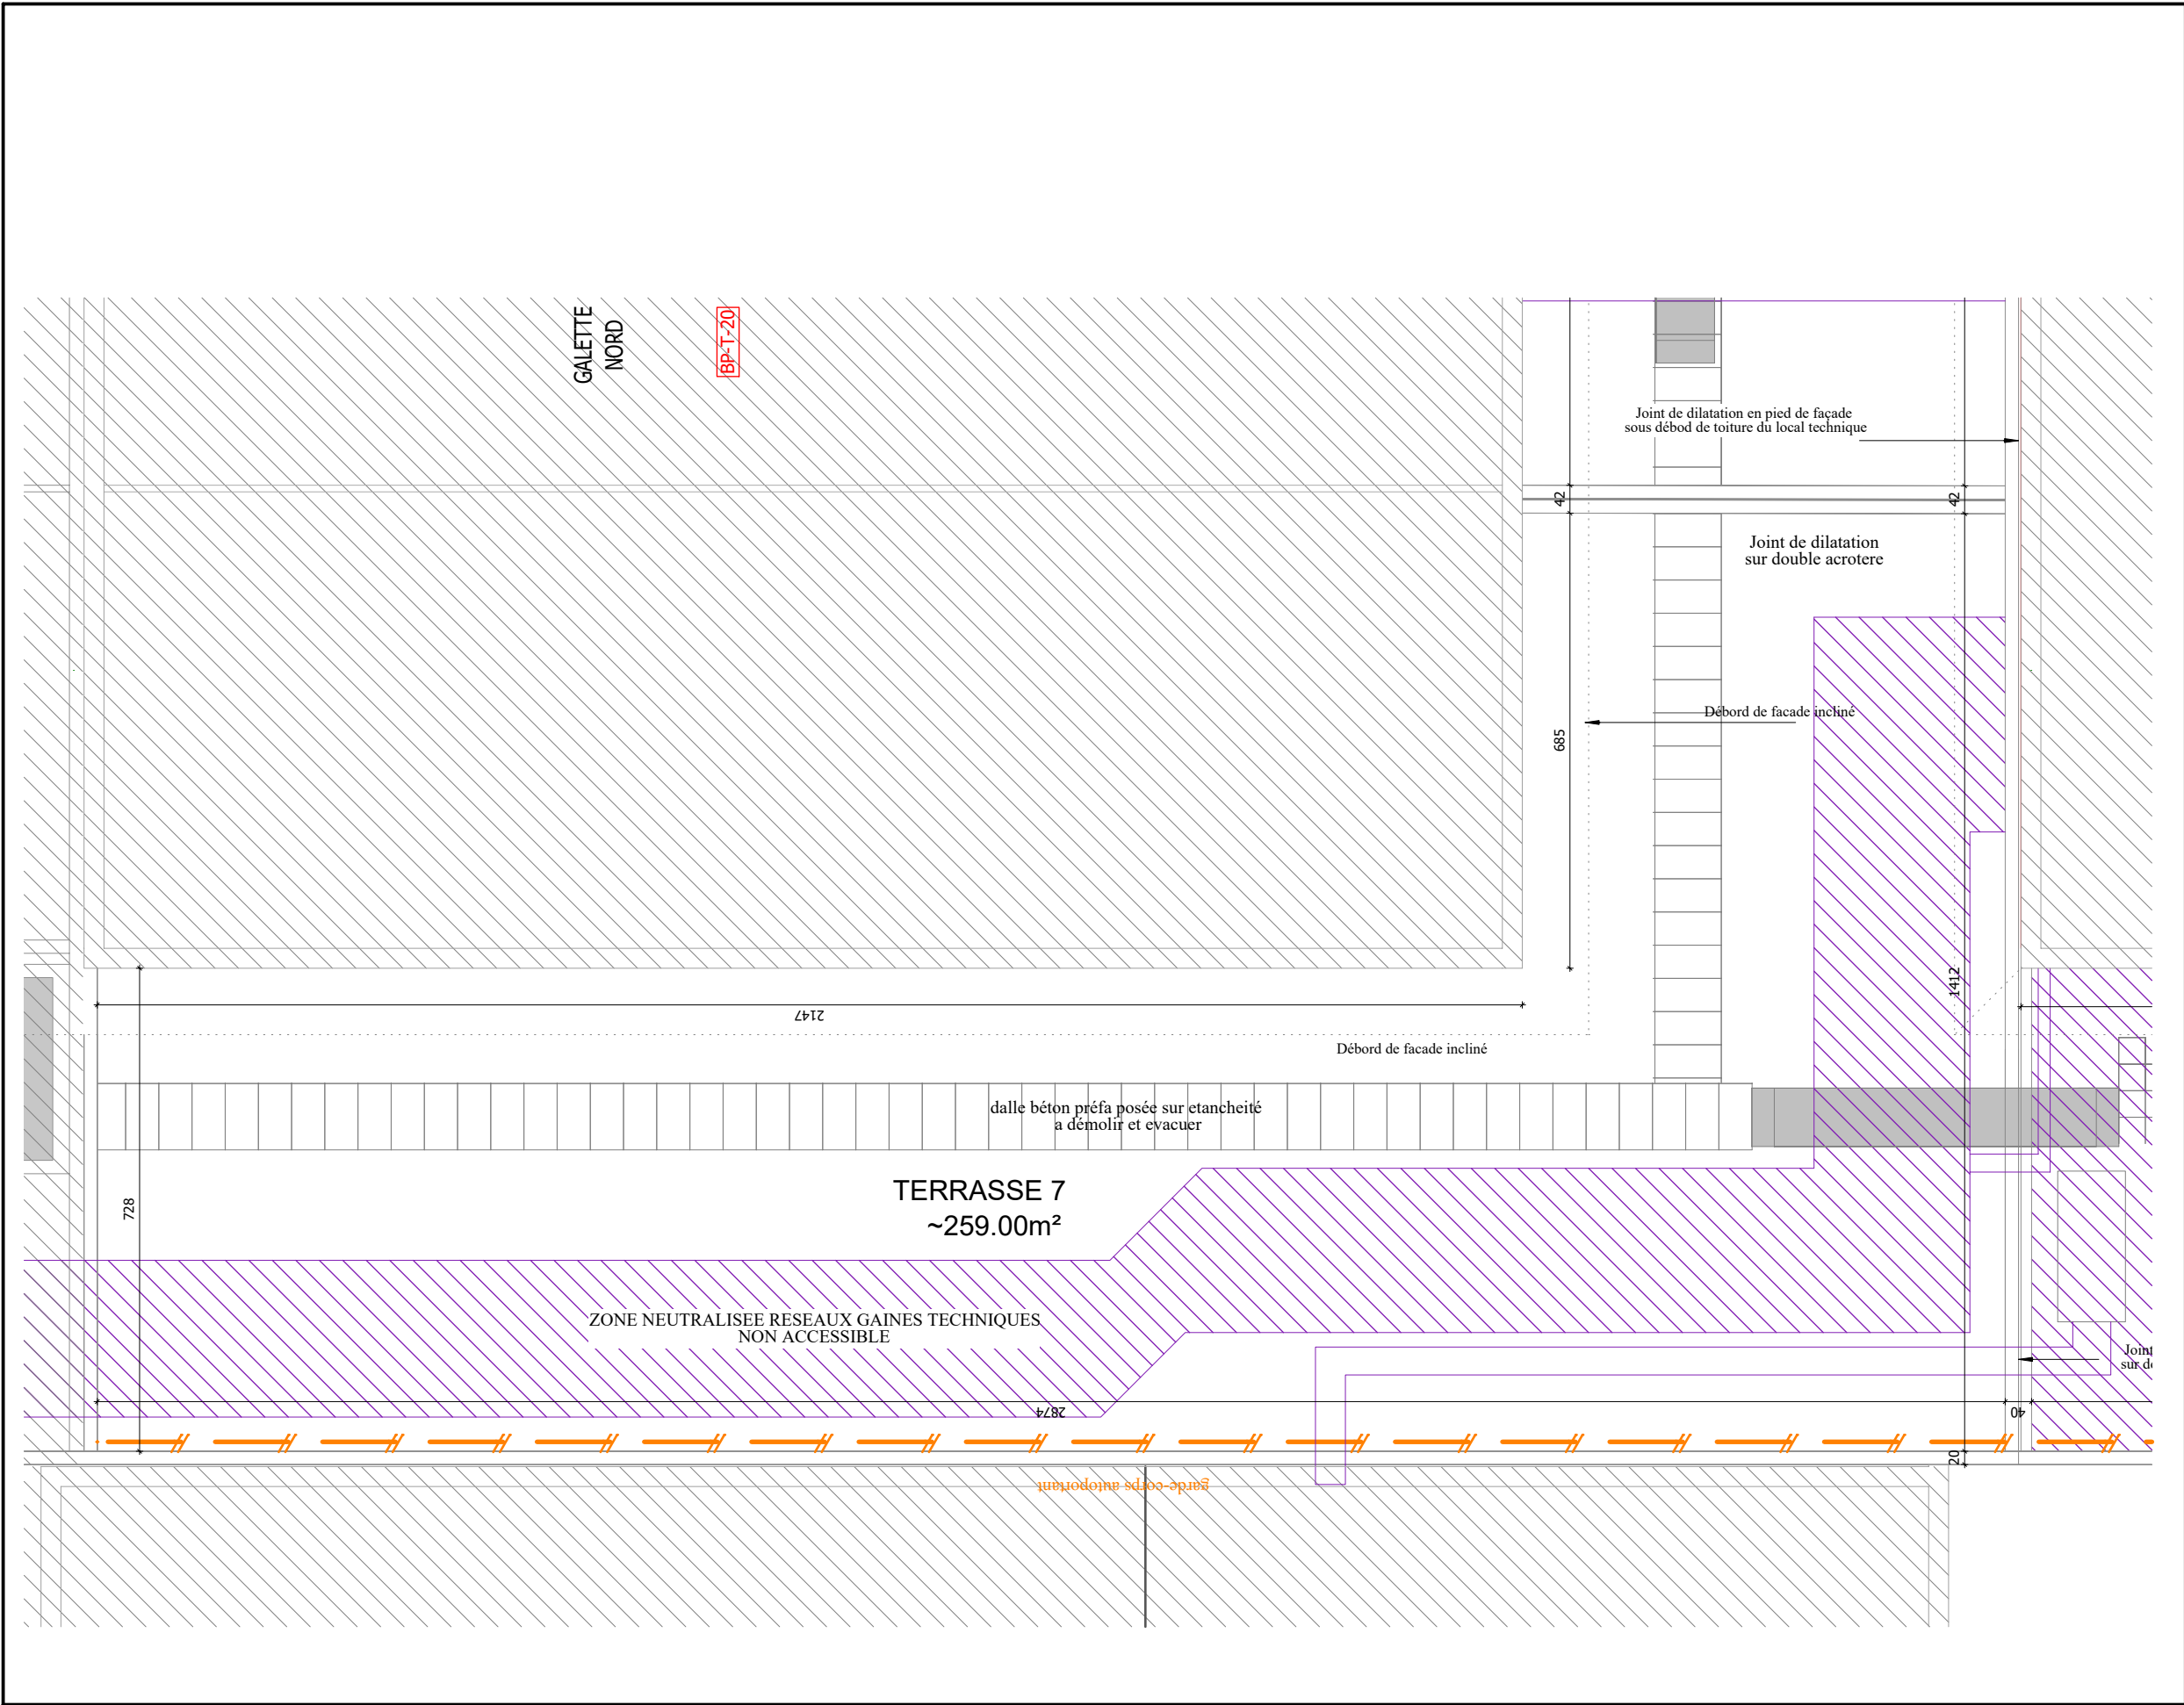 GALETTE
NORD
BP-T-20
Joint de dilatation en pied de façade
sous débod de toiture du local technique
42
42
Joint de dilatation
sur double acrotere
Débord de facade incliné
685
1412
2147
Débord de facade incliné
dalle béton préfa posée sur etancheité
a démolir et evacuer
TERRASSE 7
~259.00m²
728
ZONE NEUTRALISEE RESEAUX GAINES TECHNIQUES
NON ACCESSIBLE
Joint
sur d
2874
40
20
garde-corps autoportant